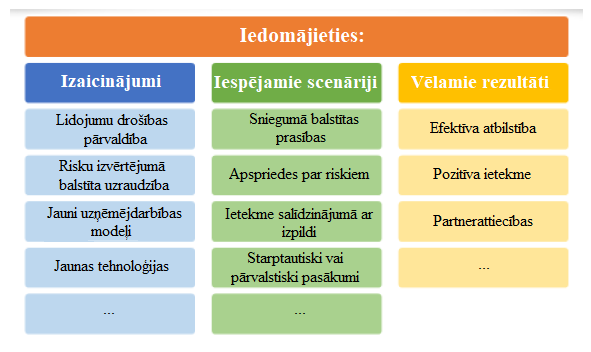 Iedomājieties:
Izaicinājumi
Lidojumu drošības
pārvaldība
Risku izvērtējumā
balstīta uzraudzība
Jauni uzņēmējdarbības
modeļi
Jaunas tehnoloģijas
...
Iespējamie scenāriji
Sniegumā balstītas
prasības
Apspriedes par riskiem
Ietekme salīdzinājumā ar
izpildi
Starptautiski vai
pārvalstiski pasākumi
...
Vēlamie rezultāti
Efektīva atbilstība
Pozitīva ietekme
Partnerattiecības
...